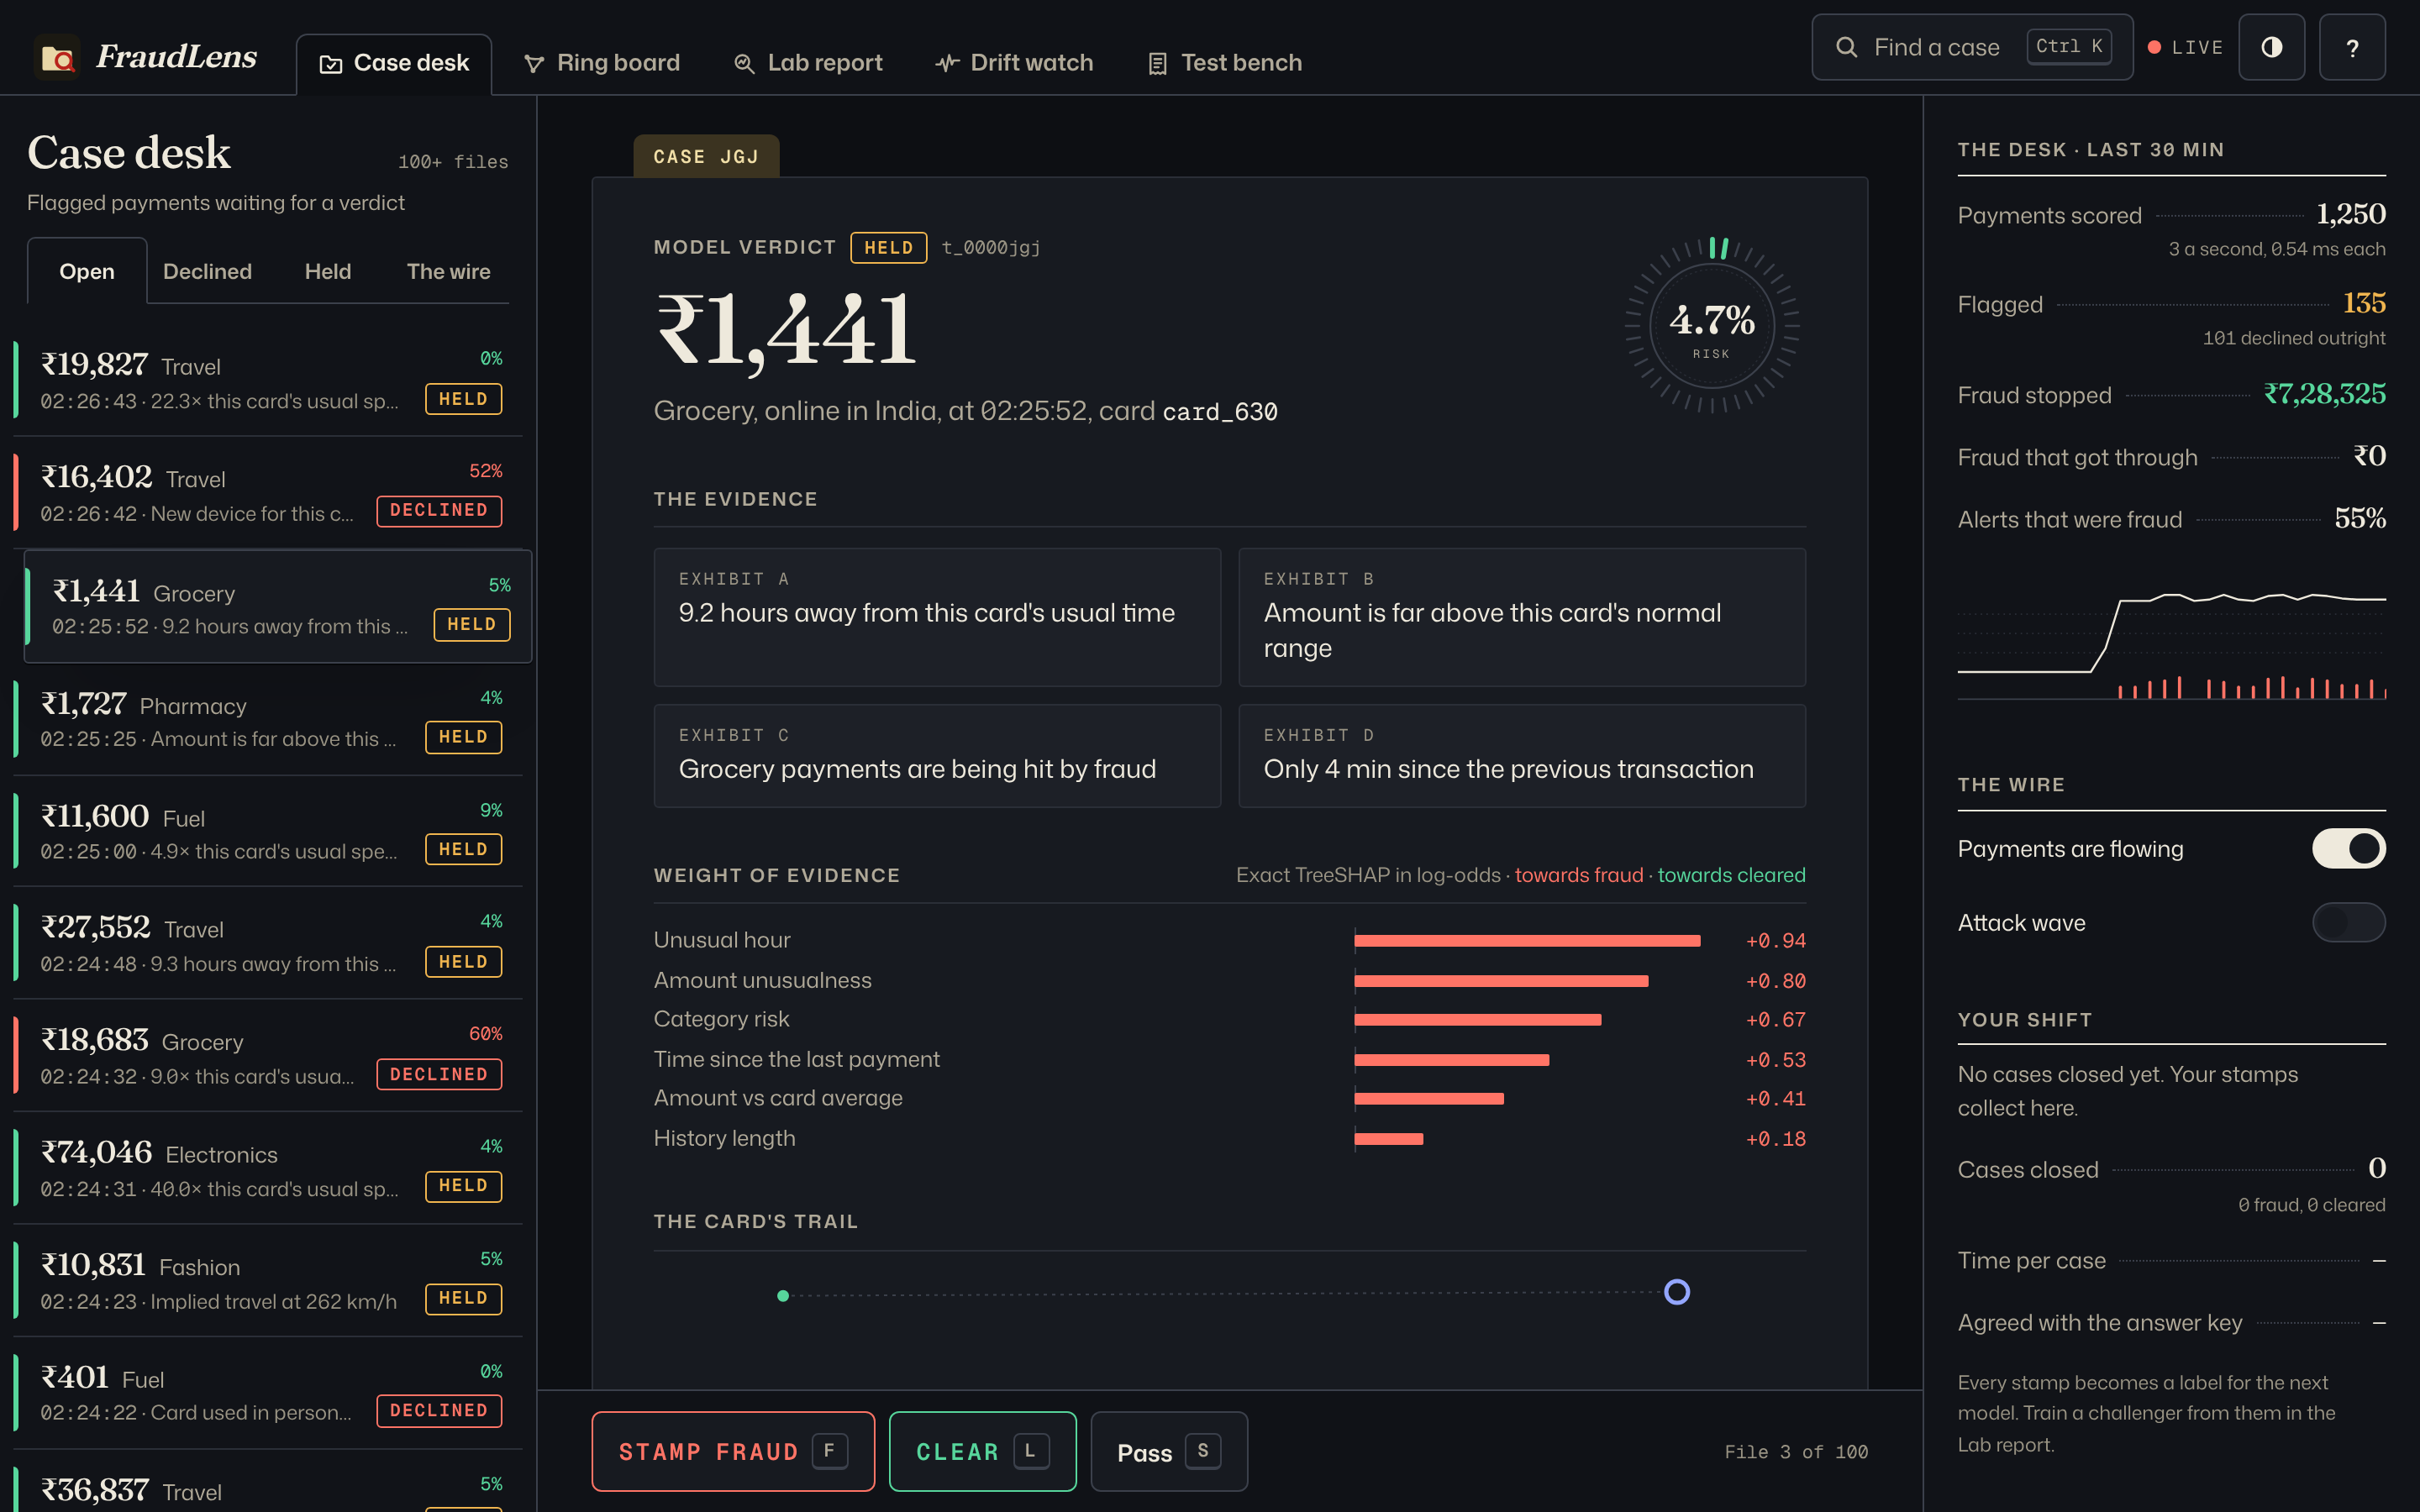 FraudLens
Case desk
Ring board
Lab report
Drift watch
Test bench
Find a case
Ctrl K
LIVE
?
Case desk
100+ files
Flagged payments waiting for a verdict
Open
Declined
Held
The wire
₹19,827 Travel 0%
02:26:43 · 22.3× this card's usual sp... HELD
₹16,402 Travel 52%
02:26:42 · New device for this c... DECLINED
₹1,441 Grocery 5%
02:25:52 · 9.2 hours away from this ... HELD
₹1,727 Pharmacy 4%
02:25:25 · Amount is far above this ... HELD
₹11,600 Fuel 9%
02:25:00 · 4.9× this card's usual spe... HELD
₹27,552 Travel 4%
02:24:48 · 9.3 hours away from this ... HELD
₹18,683 Grocery 60%
02:24:32 · 9.0× this card's usua... DECLINED
₹74,046 Electronics 4%
02:24:31 · 40.0× this card's usual sp... HELD
₹10,831 Fashion 5%
02:24:23 · Implied travel at 262 km/h HELD
₹401 Fuel 0%
02:24:22 · Card used in person... DECLINED
₹36,837 Travel 5%
CASE JGJ
MODEL VERDICT HELD t_0000jgj
₹1,441
Grocery, online in India, at 02:25:52, card card_630
4.7%
RISK
THE EVIDENCE
EXHIBIT A
9.2 hours away from this card's usual time
EXHIBIT B
Amount is far above this card's normal
range
EXHIBIT C
Grocery payments are being hit by fraud
EXHIBIT D
Only 4 min since the previous transaction
WEIGHT OF EVIDENCE
Exact TreeSHAP in log-odds · towards fraud · towards cleared
Unusual hour +0.94
Amount unusualness +0.80
Category risk +0.67
Time since the last payment +0.53
Amount vs card average +0.41
History length +0.18
THE CARD'S TRAIL
STAMP FRAUD F
CLEAR L
Pass S
File 3 of 100
THE DESK · LAST 30 MIN
Payments scored 1,250
3 a second, 0.54 ms each
Flagged 135
101 declined outright
Fraud stopped ₹7,28,325
Fraud that got through ₹0
Alerts that were fraud 55%
THE WIRE
Payments are flowing
Attack wave
YOUR SHIFT
No cases closed yet. Your stamps
collect here.
Cases closed 0
0 fraud, 0 cleared
Time per case –
Agreed with the answer key –
Every stamp becomes a label for the next
model. Train a challenger from them in the
Lab report.